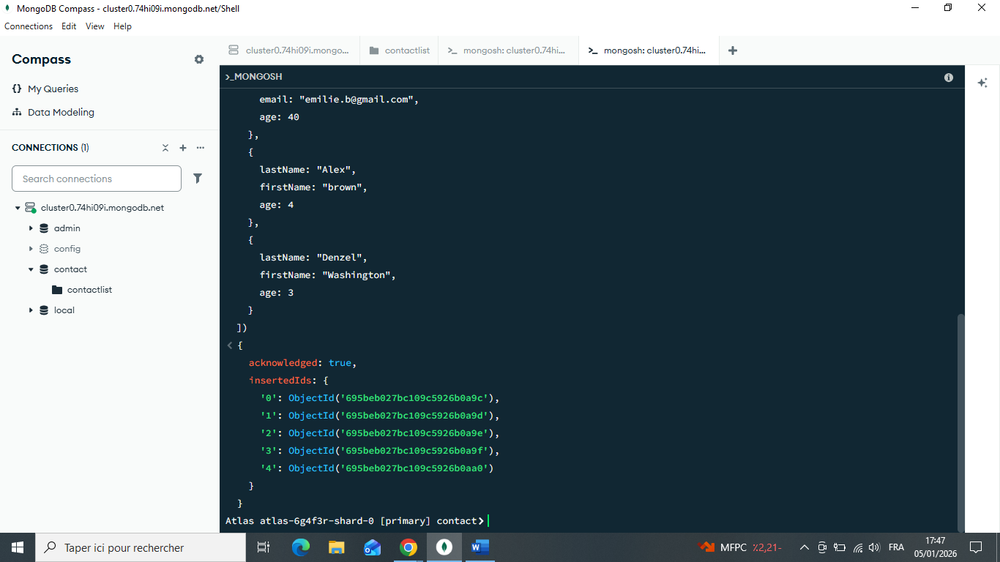 MongoDB Compass - cluster0.74hi09i.mongodb.net/Shell
Connections Edit View Help
Compass
My Queries
Data Modeling
CONNECTIONS (1)
Search connections
cluster0.74hi09i.mongodb.net
admin
config
contact
contactlist
local
cluster0.74hi09i.mongo...
contactlist
mongosh: cluster0.74hi...
mongosh: cluster0.74hi...
>_MONGOSH
email: "emilie.b@gmail.com",
age: 40
},
{
lastName: "Alex",
firstName: "brown",
age: 4
},
{
lastName: "Denzel",
firstName: "Washington",
age: 3
}
])
< {
acknowledged: true,
insertedIds: {
'0': ObjectId('695beb027bc109c5926b0a9c'),
'1': ObjectId('695beb027bc109c5926b0a9d'),
'2': ObjectId('695beb027bc109c5926b0a9e'),
'3': ObjectId('695beb027bc109c5926b0a9f'),
'4': ObjectId('695beb027bc109c5926b0aa0')
}
}
Atlas atlas-6g4f3r-shard-0 [primary] contact>
Taper ici pour rechercher
MFPC ٪2,21-
FRA
17:47
05/01/2026